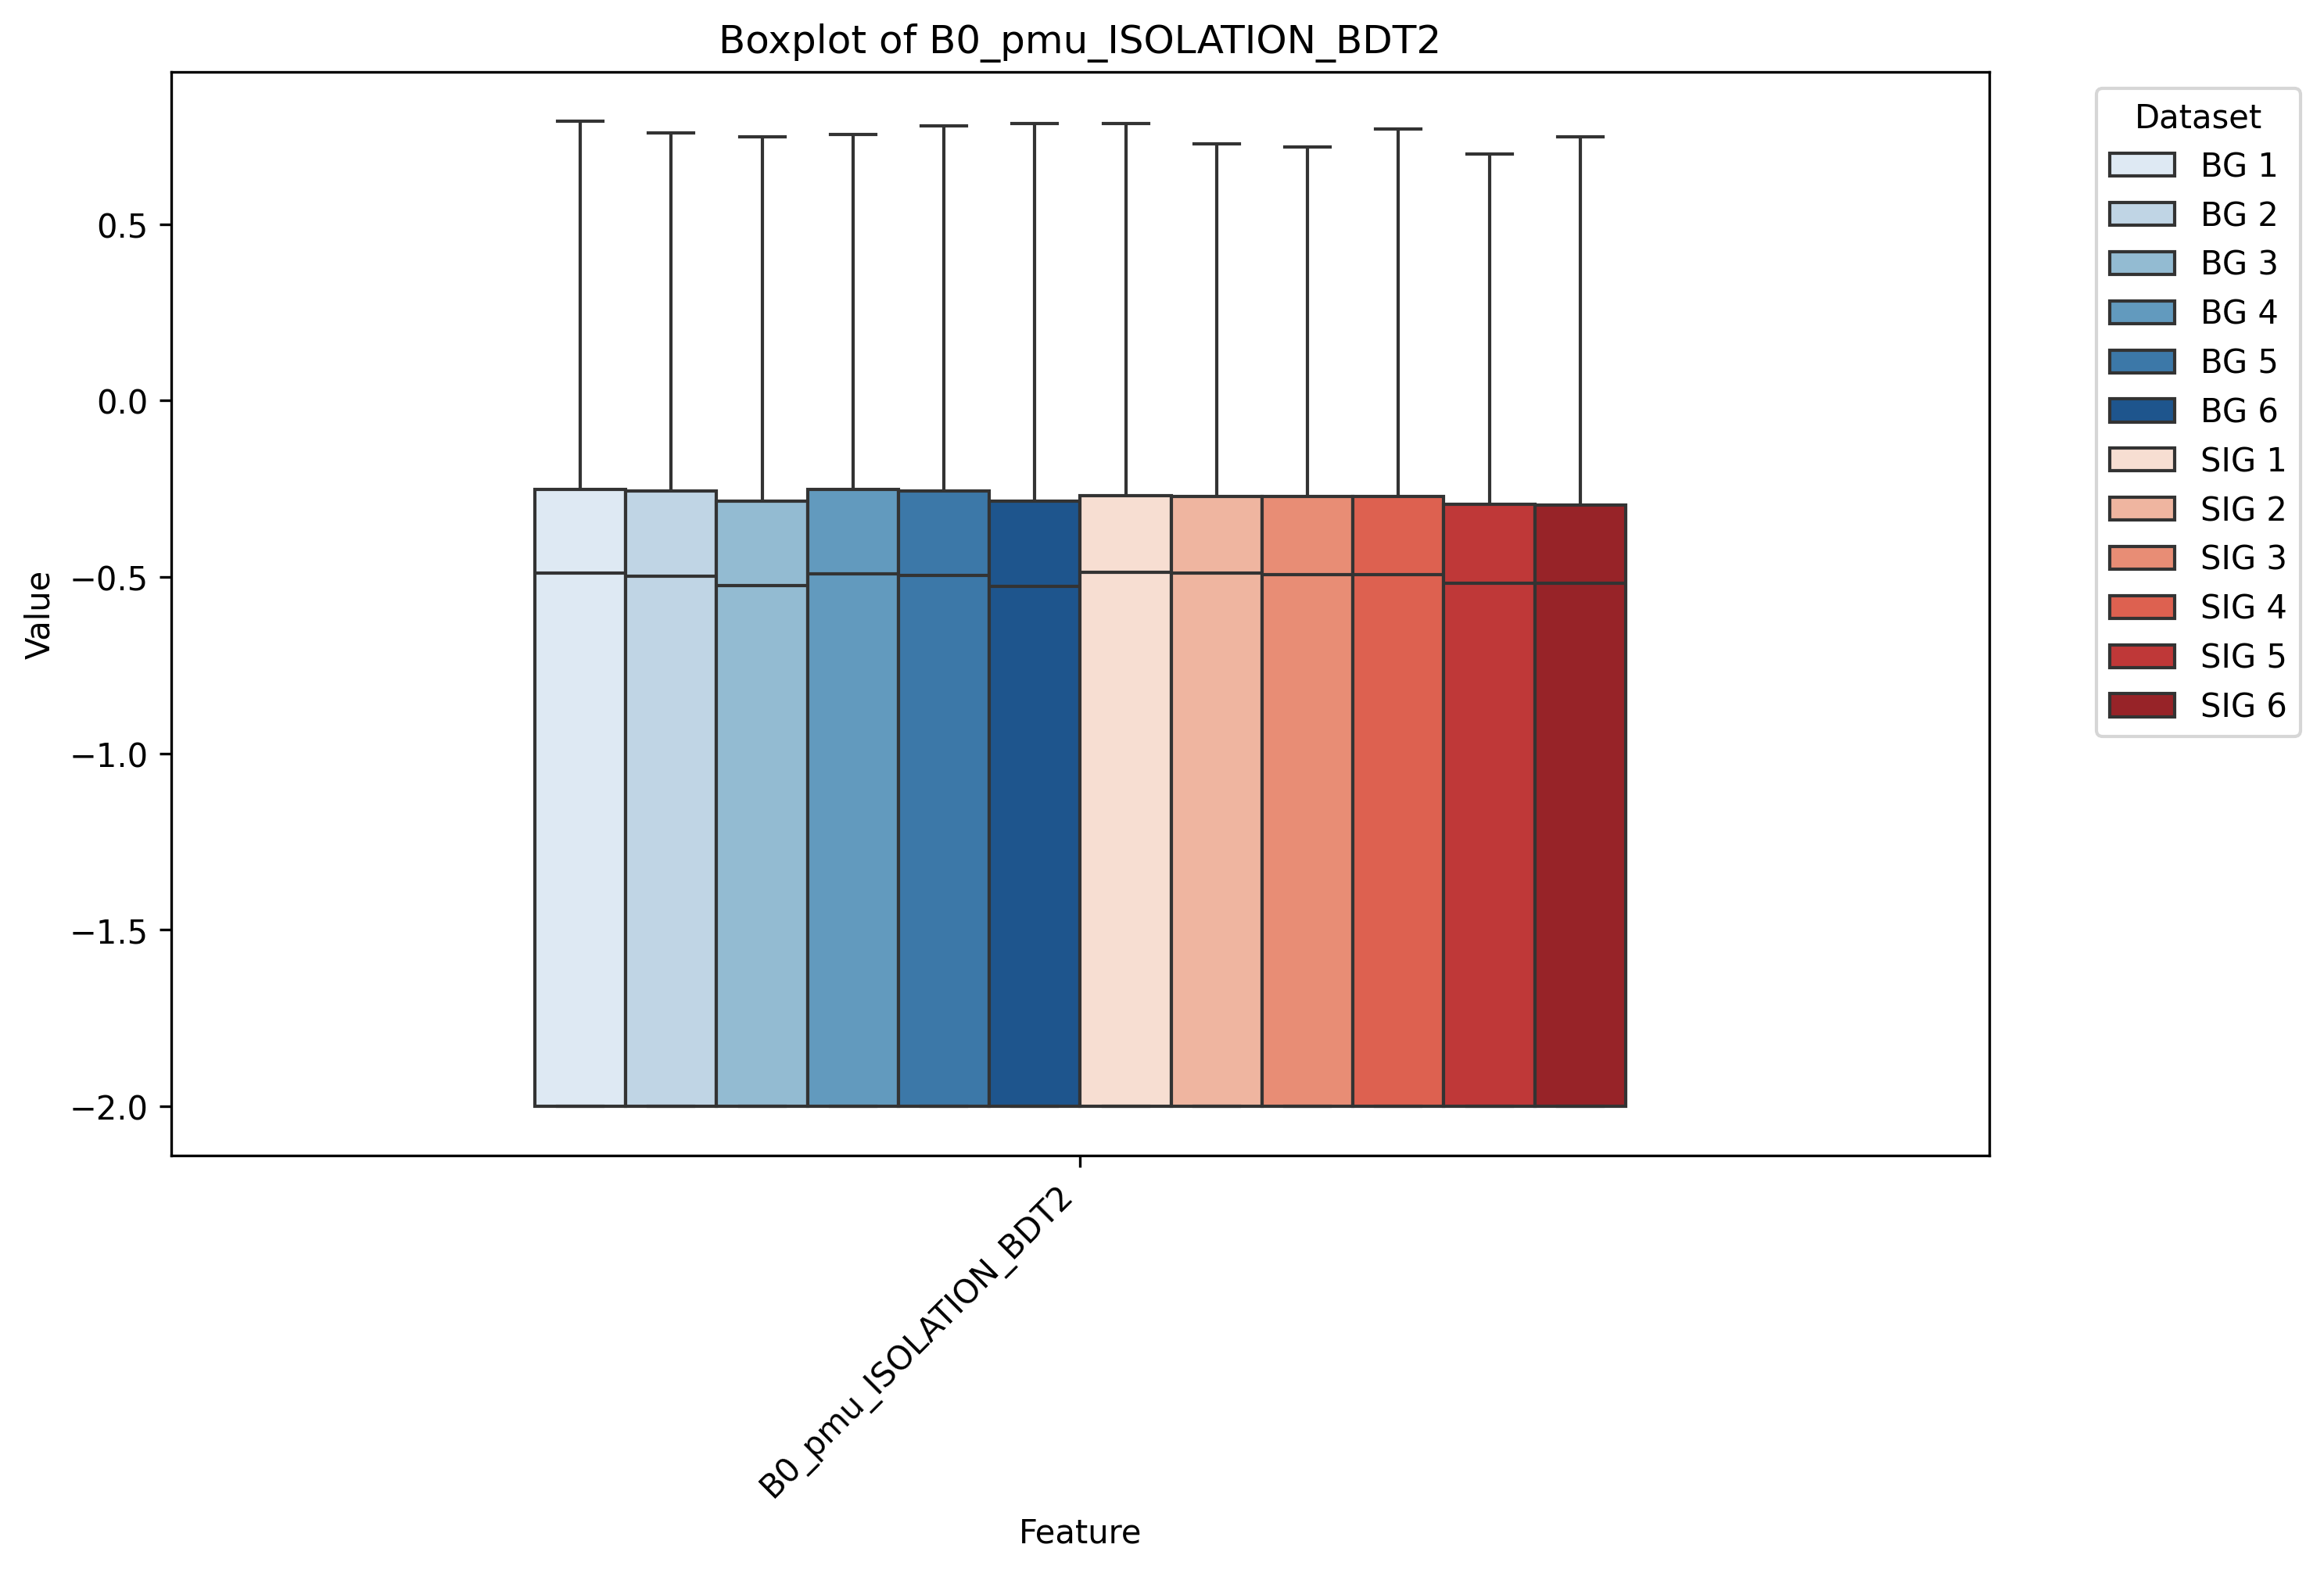 Boxplot of B0_pmu_ISOLATION_BDT2
Value
0.5
0.0
−0.5
−1.0
−1.5
−2.0
B0_pmu_ISOLATION_BDT2
Feature
Dataset
BG 1
BG 2
BG 3
BG 4
BG 5
BG 6
SIG 1
SIG 2
SIG 3
SIG 4
SIG 5
SIG 6